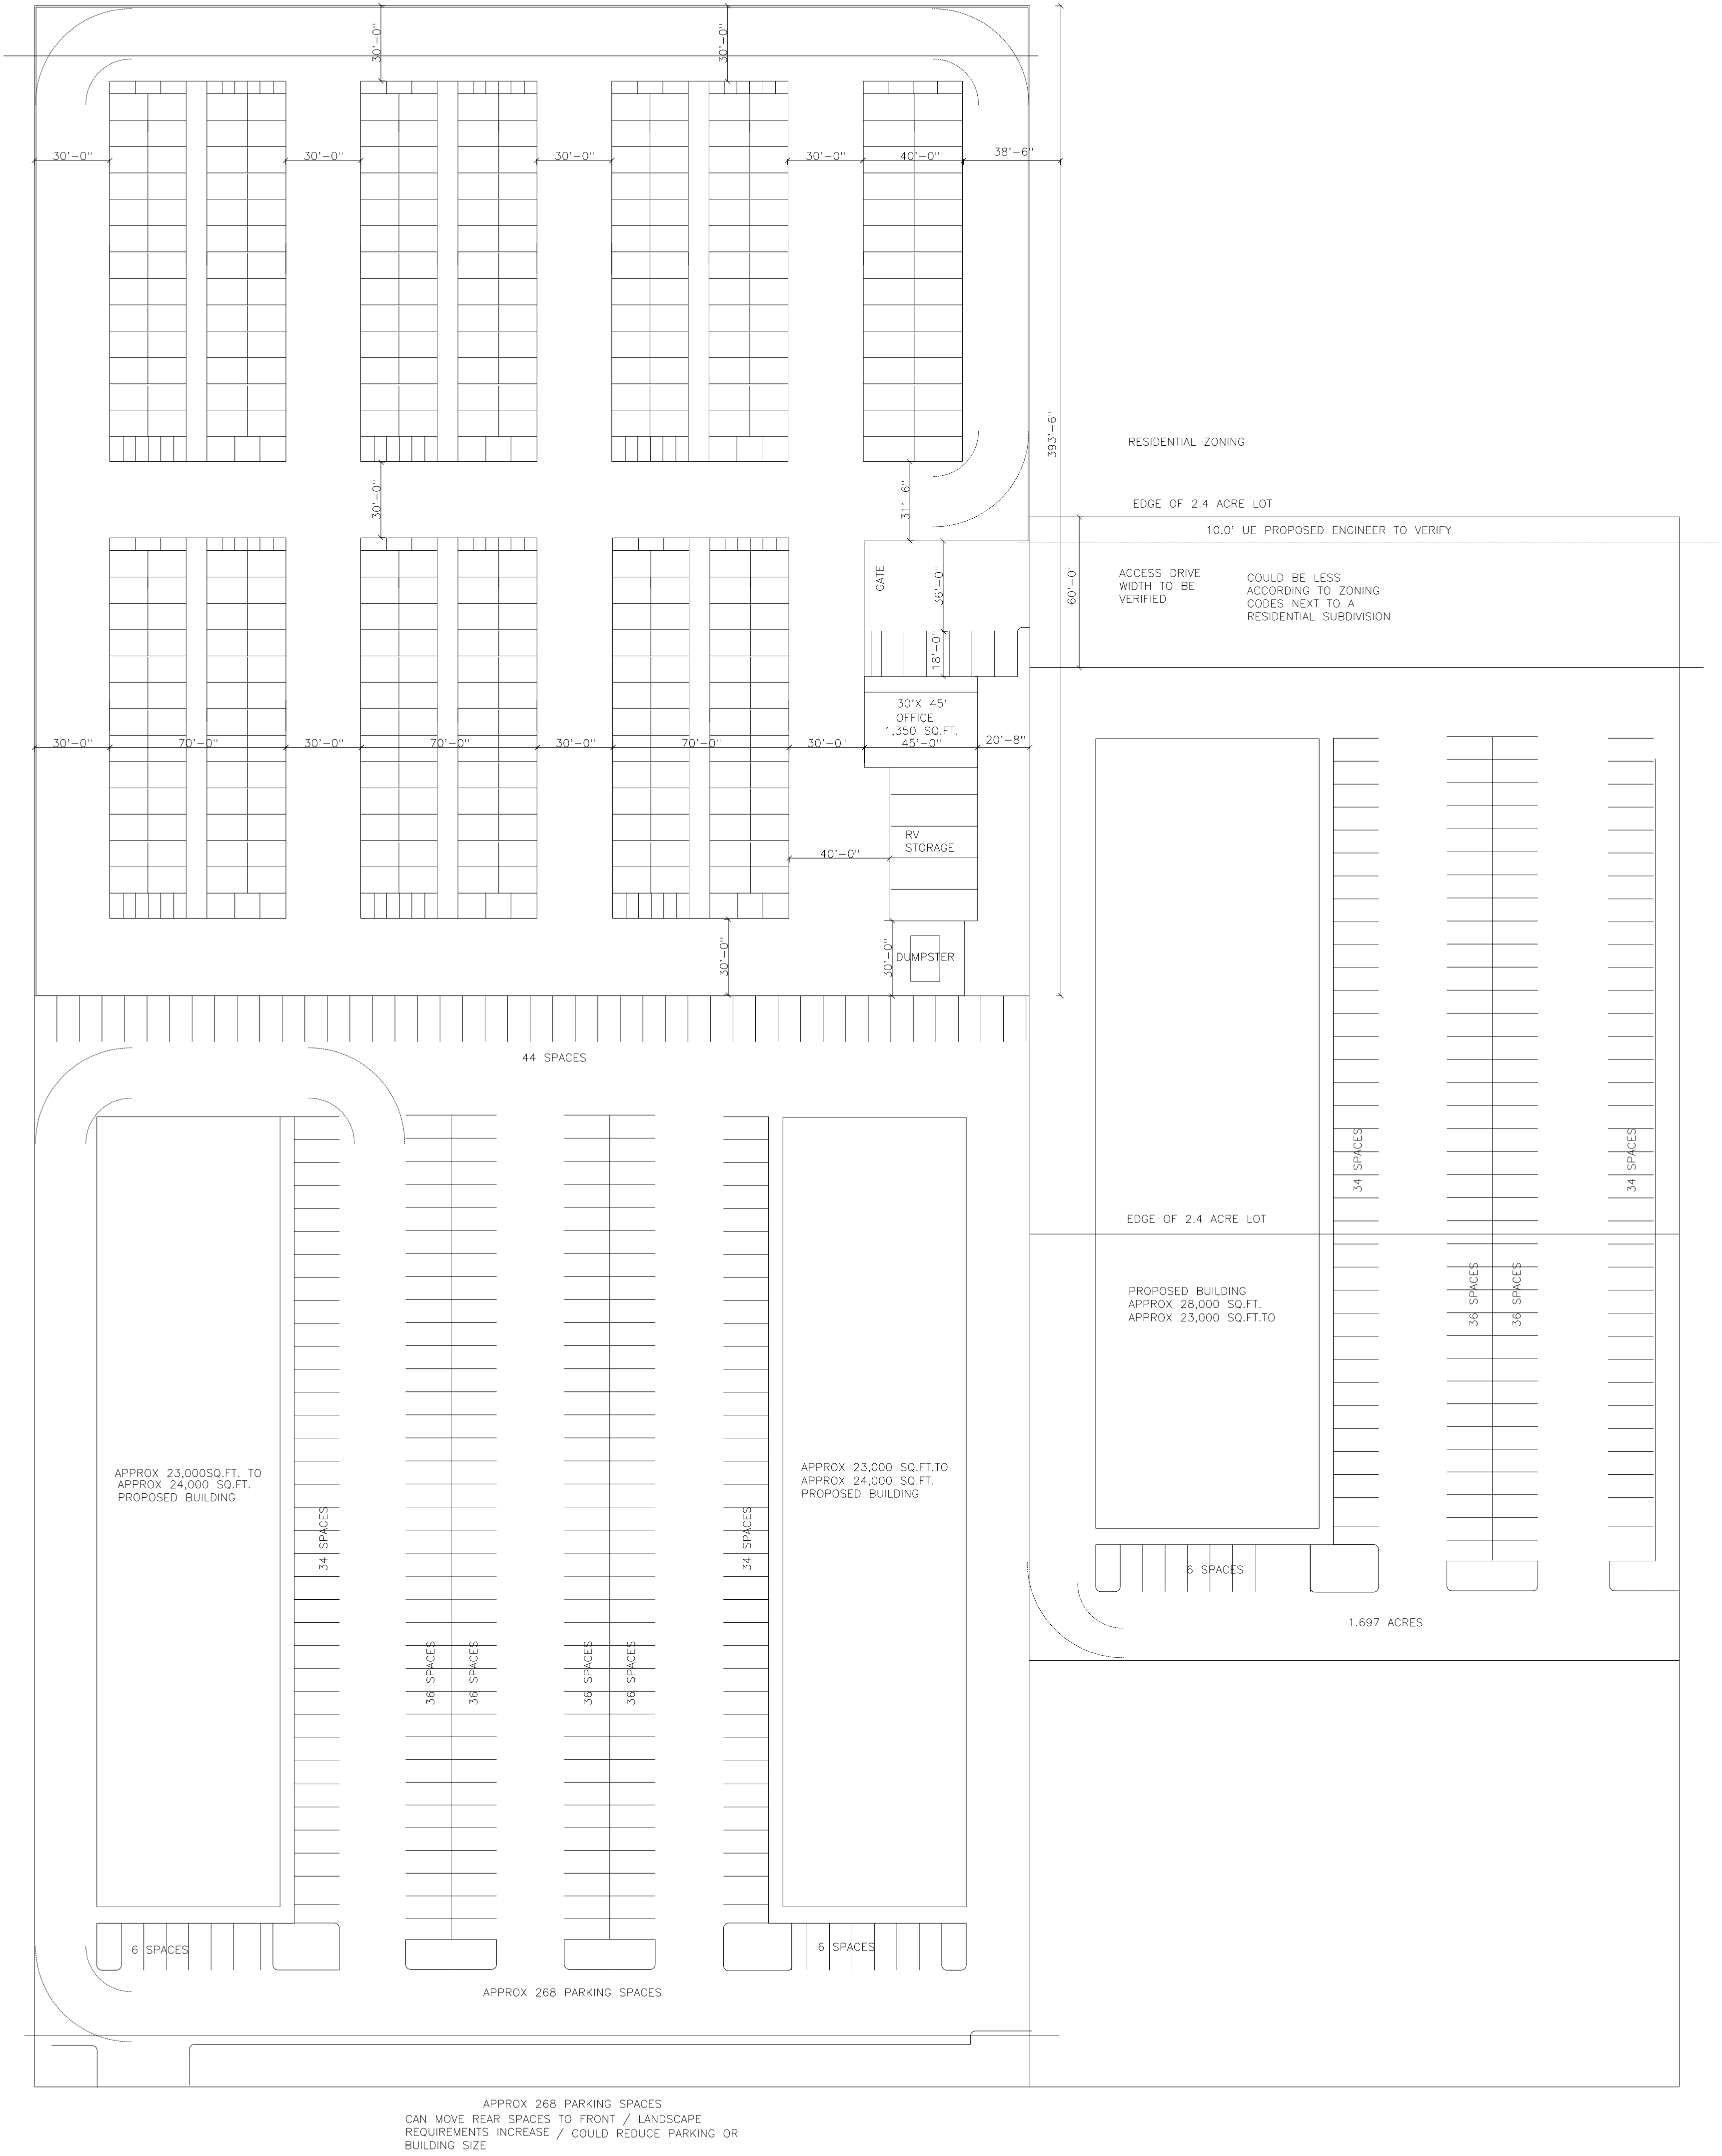 30'-0"
30'-0"
30'-0"
30'-0"
30'-0"
30'-0"
40'-0"
38'-6"
393'-6"
RESIDENTIAL ZONING
30'-0"
31'-6"
EDGE OF 2.4 ACRE LOT
10.0' UE PROPOSED ENGINEER TO VERIFY
GATE
36'-0"
60'-0"
ACCESS DRIVE
WIDTH TO BE
VERIFIED
COULD BE LESS
ACCORDING TO ZONING
CODES NEXT TO A
RESIDENTIAL SUBDIVISION
18'-0"
30'X 45'
OFFICE
1,350 SQ.FT.
30'-0"
70'-0"
30'-0"
70'-0"
30'-0"
70'-0"
30'-0"
45'-0"
20'-8"
RV
STORAGE
40'-0"
30'-0"
30'-0"
DUMPSTER
44 SPACES
34 SPACES
34 SPACES
EDGE OF 2.4 ACRE LOT
36 SPACES
36 SPACES
PROPOSED BUILDING
APPROX 28,000 SQ.FT.
APPROX 23,000 SQ.FT.TO
APPROX 23,000SQ.FT. TO
APPROX 24,000 SQ.FT.
PROPOSED BUILDING
APPROX 23,000 SQ.FT.TO
APPROX 24,000 SQ.FT.
PROPOSED BUILDING
34 SPACES
34 SPACES
6 SPACES
1.697 ACRES
36 SPACES
36 SPACES
36 SPACES
36 SPACES
6 SPACES
6 SPACES
APPROX 268 PARKING SPACES
APPROX 268 PARKING SPACES
CAN MOVE REAR SPACES TO FRONT / LANDSCAPE
REQUIREMENTS INCREASE / COULD REDUCE PARKING OR
BUILDING SIZE